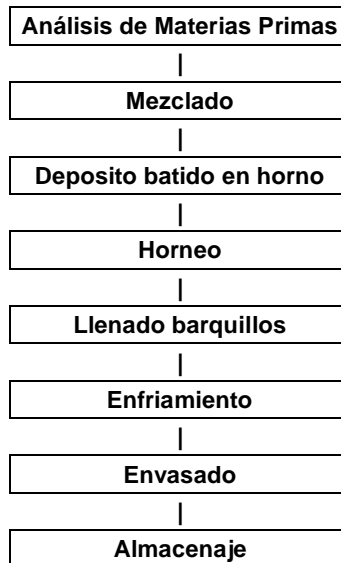 Análisis de Materias Primas
Mezclado
Deposito batido en horno
Horneo
Llenado barquillos
Enfriamiento
Envasado
Almacenaje